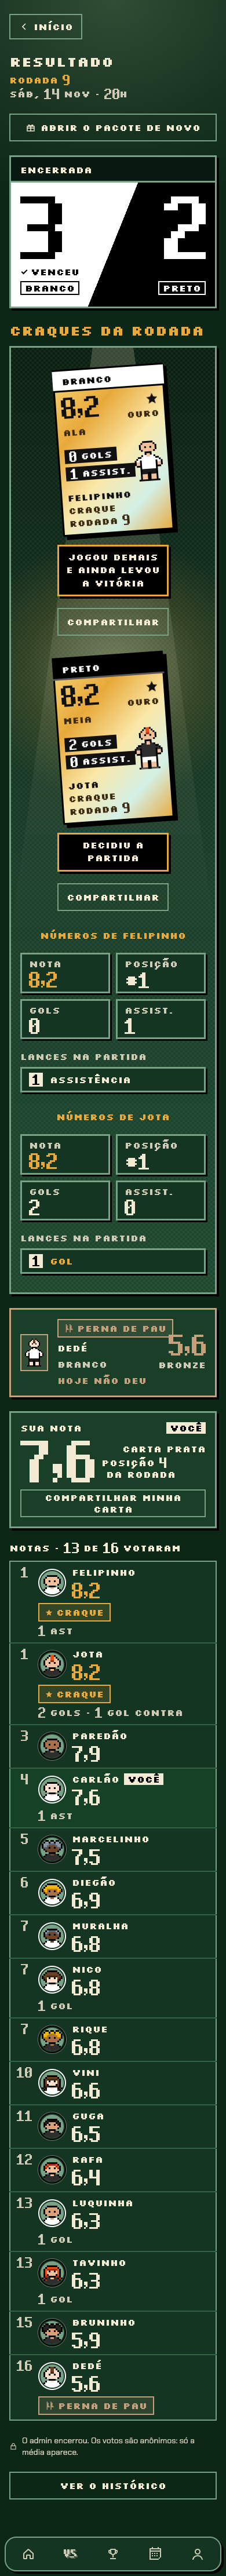 INÍCIO
RESULTADO
RODADA 9
SÁB, 14 NOV · 20H
ABRIR O PACOTE DE NOVO
ENCERRADA
3 2
VENCEU
BRANCO PRETO
CRAQUES DA RODADA
BRANCO
8,2
OURO
ALA
0 GOLS
1 ASSIST.
FELIPINHO
CRAQUE
RODADA 9
JOGOU DEMAIS
E AINDA LEVOU
A VITÓRIA
COMPARTILHAR
PRETO
8,2
OURO
MEIA
2 GOLS
0 ASSIST.
JOTA
CRAQUE
RODADA 9
DECIDIU A
PARTIDA
COMPARTILHAR
NÚMEROS DE FELIPINHO
NOTA POSIÇÃO
8,2 #1
GOLS ASSIST.
0 1
LANCES NA PARTIDA
1 ASSISTÊNCIA
NÚMEROS DE JOTA
NOTA POSIÇÃO
8,2 #1
GOLS ASSIST.
2 0
LANCES NA PARTIDA
1 GOL
PERNA DE PAU
DEDÉ 5,6
BRANCO BRONZE
HOJE NÃO DEU
SUA NOTA VOCÊ
7,6
CARTA PRATA
POSIÇÃO 4
DA RODADA
COMPARTILHAR MINHA
CARTA
NOTAS · 13 DE 16 VOTARAM
1 FELIPINHO
8,2
CRAQUE
1 AST
1 JOTA
8,2
CRAQUE
2 GOLS · 1 GOL CONTRA
3 PAREDÃO
7,9
4 CARLÃO VOCÊ
7,6
1 AST
5 MARCELINHO
7,5
6 DIEGÃO
6,9
7 MURALHA
6,8
7 NICO
6,8
1 GOL
7 RIQUE
6,8
10 VINI
6,6
11 GUGA
6,5
12 RAFA
6,4
13 LUQUINHA
6,3
1 GOL
13 TAVINHO
6,3
1 GOL
15 BRUNINHO
5,9
16 DEDÉ
5,6
PERNA DE PAU
O admin encerrou. Os votos são anônimos: só a
média aparece.
VER O HISTÓRICO
VS